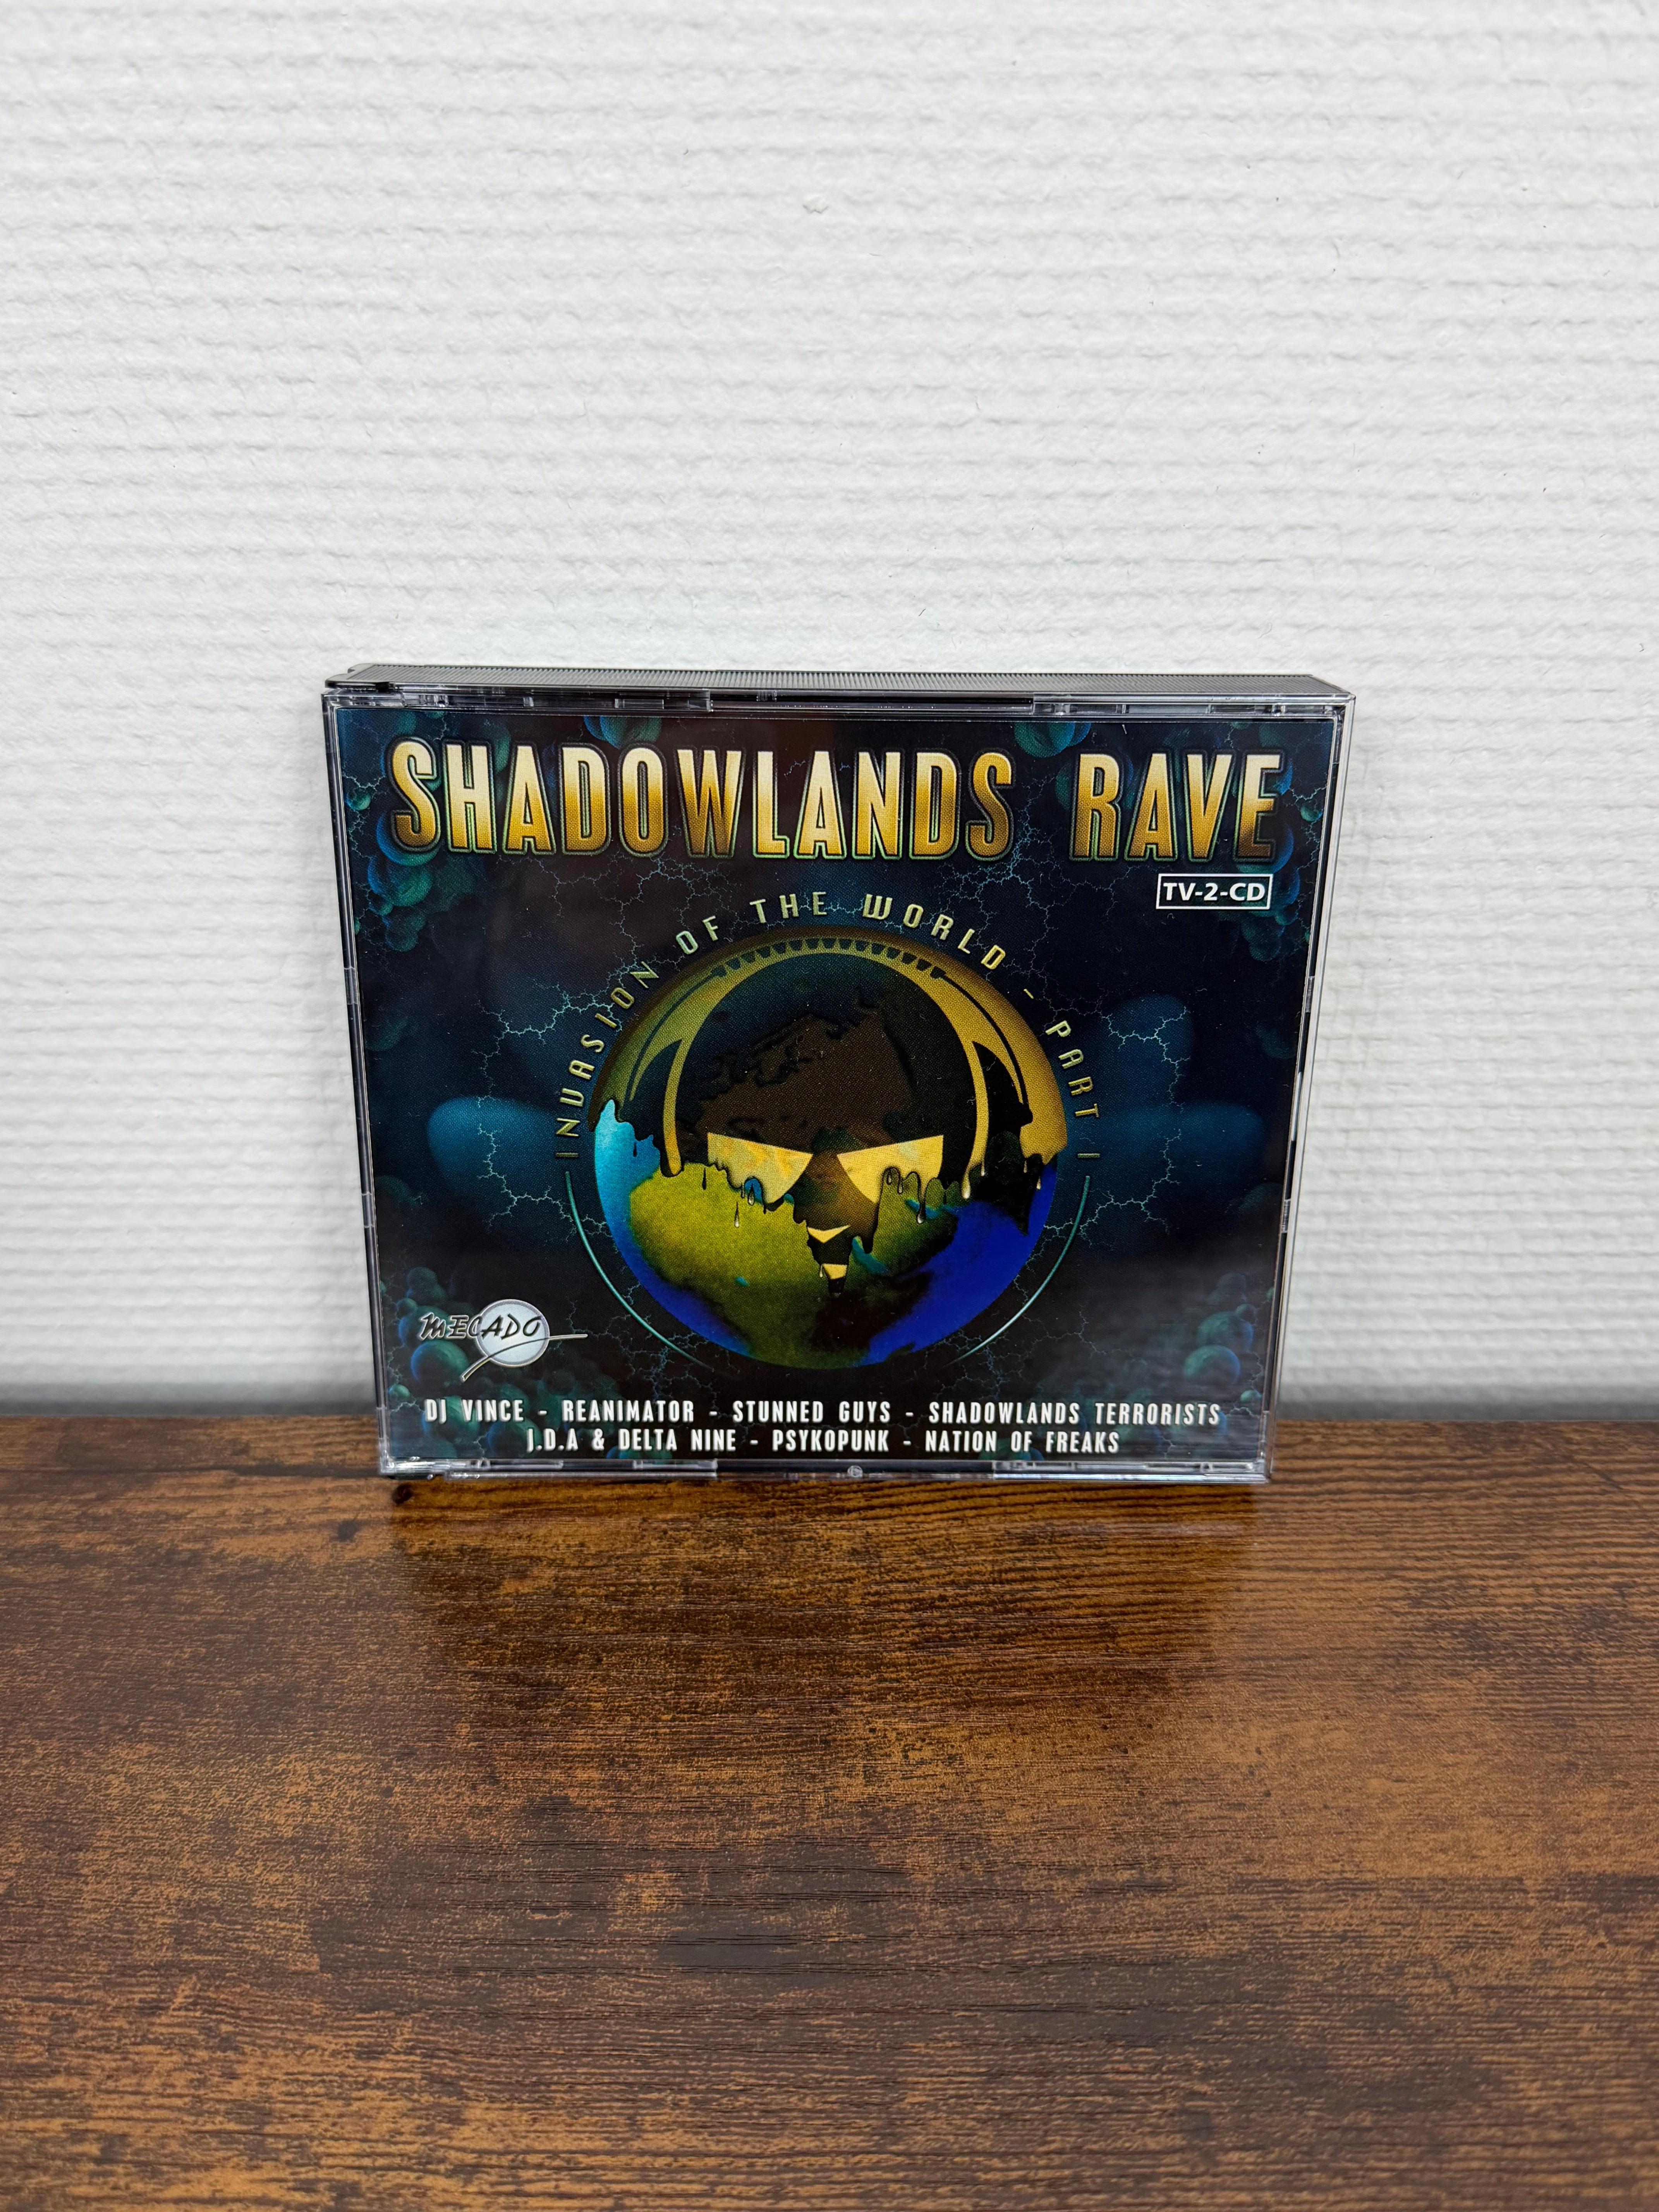 SHADOWLANDS RAVE
TV-2-CD
INVASION OF THE WORLD - PART I
MECADO
DJ VINCE - REANIMATOR - STUNNED GUYS - SHADOWLANDS TERRORISTS
J.D.A & DELTA NINE - PSYKOPUNK - NATION OF FREAKS